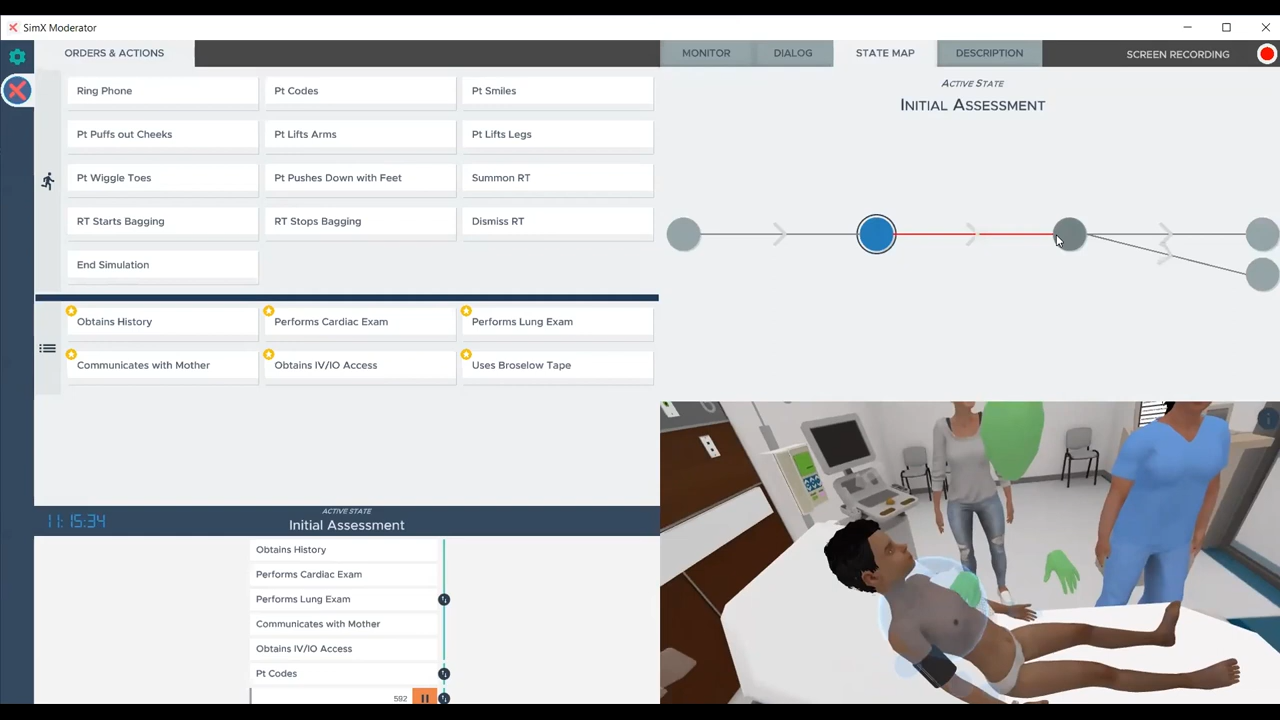 SimX Moderator
ORDERS & ACTIONS
Ring Phone
Pt Codes
Pt Smiles
Pt Puffs out Cheeks
Pt Lifts Arms
Pt Lifts Legs
Pt Wiggle Toes
Pt Pushes Down with Feet
Summon RT
RT Starts Bagging
RT Stops Bagging
Dismiss RT
End Simulation
Obtains History
Performs Cardiac Exam
Performs Lung Exam
Communicates with Mother
Obtains IV/IO Access
Uses Broselow Tape
11:15:34
ACTIVE STATE
Initial Assessment
Obtains History
Performs Cardiac Exam
Performs Lung Exam
Communicates with Mother
Obtains IV/IO Access
Pt Codes
592
MONITOR
DIALOG
STATE MAP
DESCRIPTION
SCREEN RECORDING
ACTIVE STATE
INITIAL ASSESSMENT